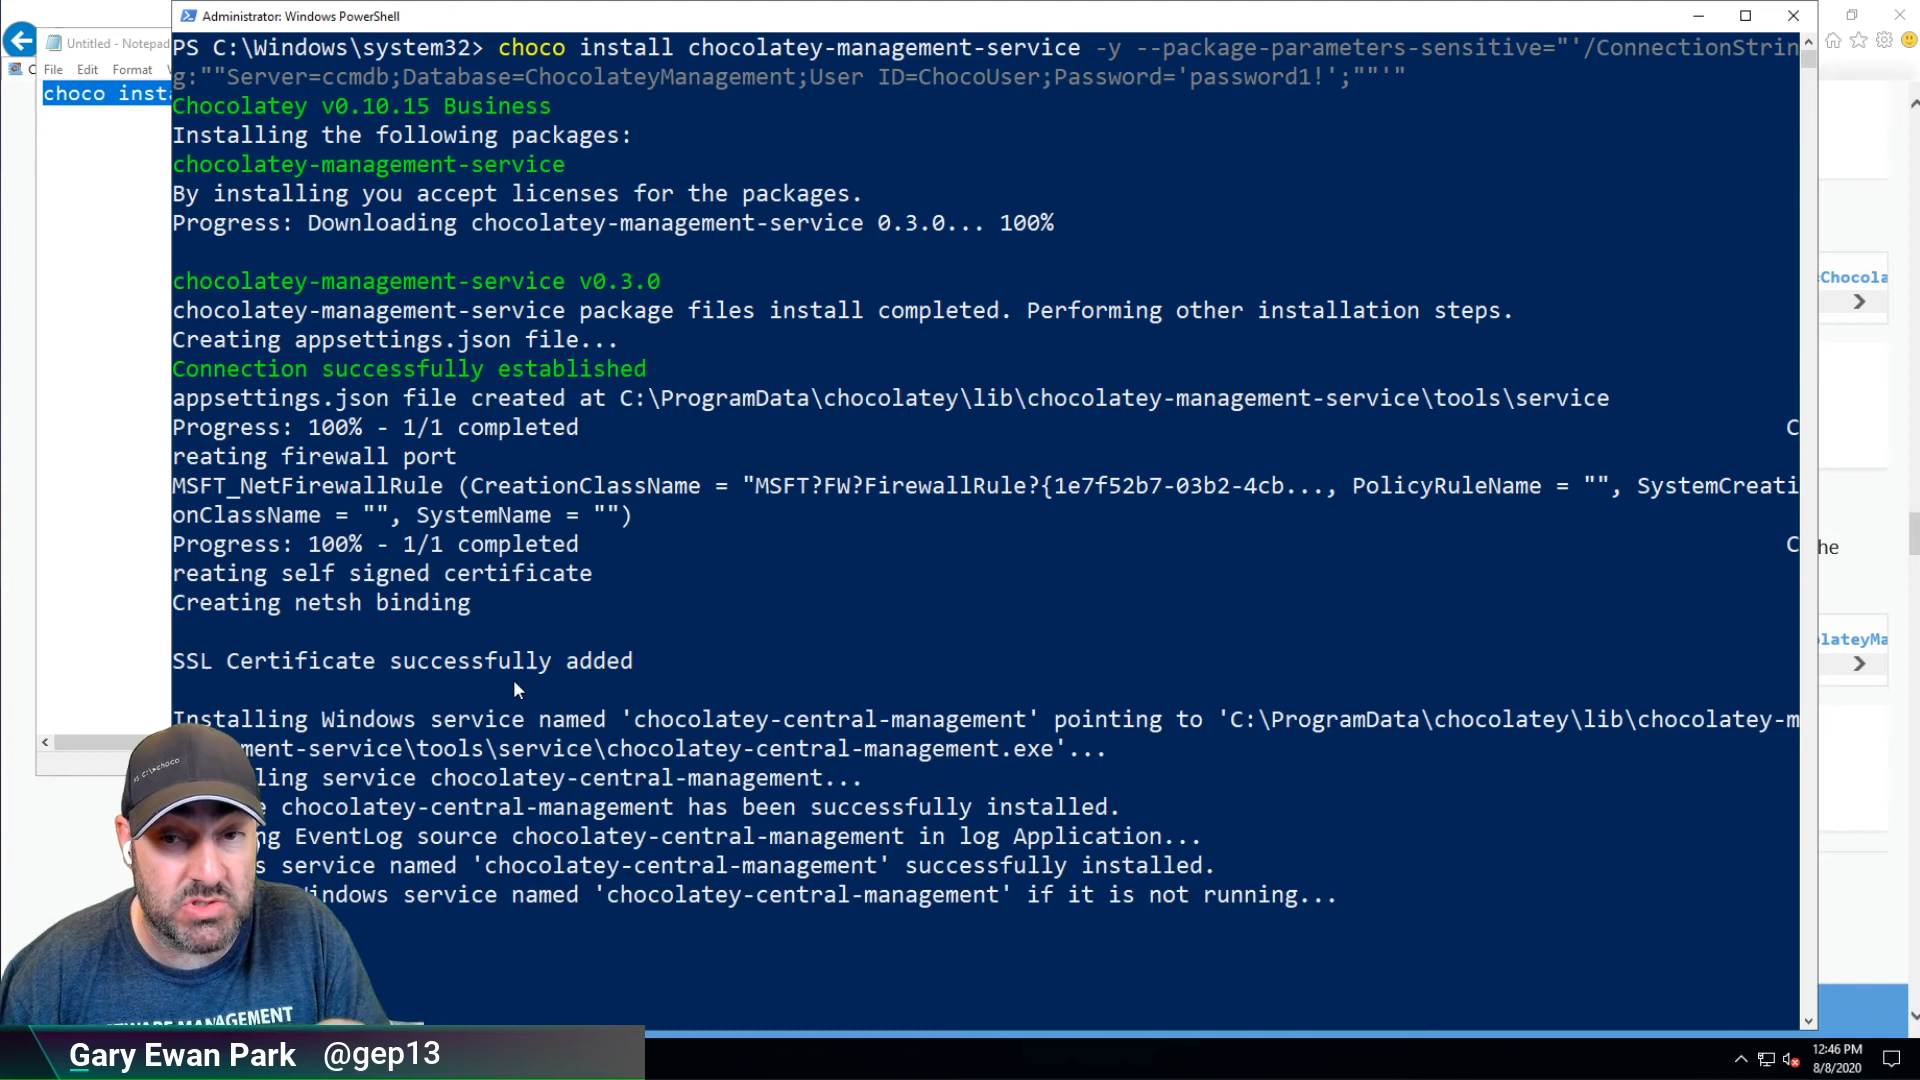 Administrator: Windows PowerShell
Untitled - Notepad
File Edit Format
choco inst
PS C:\Windows\system32> choco install chocolatey-management-service -y --package-parameters-sensitive="'/ConnectionStrin
g:""Server=ccmdb;Database=ChocolateyManagement;User ID=ChocoUser;Password='password1!';""'"
Chocolatey v0.10.15 Business
Installing the following packages:
chocolatey-management-service
By installing you accept licenses for the packages.
Progress: Downloading chocolatey-management-service 0.3.0... 100%
chocolatey-management-service v0.3.0
chocolatey-management-service package files install completed. Performing other installation steps.
Creating appsettings.json file...
Connection successfully established
appsettings.json file created at C:\ProgramData\chocolatey\lib\chocolatey-management-service\tools\service
Progress: 100% - 1/1 completed C
reating firewall port
MSFT_NetFirewallRule (CreationClassName = "MSFT?FW?FirewallRule?{1e7f52b7-03b2-4cb..., PolicyRuleName = "", SystemCreati
onClassName = "", SystemName = "")
Progress: 100% - 1/1 completed C
reating self signed certificate
Creating netsh binding
SSL Certificate successfully added
Installing Windows service named 'chocolatey-central-management' pointing to 'C:\ProgramData\chocolatey\lib\chocolatey-m
ment-service\tools\service\chocolatey-central-management.exe'...
ling service chocolatey-central-management...
e chocolatey-central-management has been successfully installed.
ng EventLog source chocolatey-central-management in log Application...
s service named 'chocolatey-central-management' successfully installed.
indows service named 'chocolatey-central-management' if it is not running...
Chocola
he
lateyMa
PS C:\>choco
TWARE MANAGEMENT
Gary Ewan Park @gep13
12:46 PM
8/8/2020